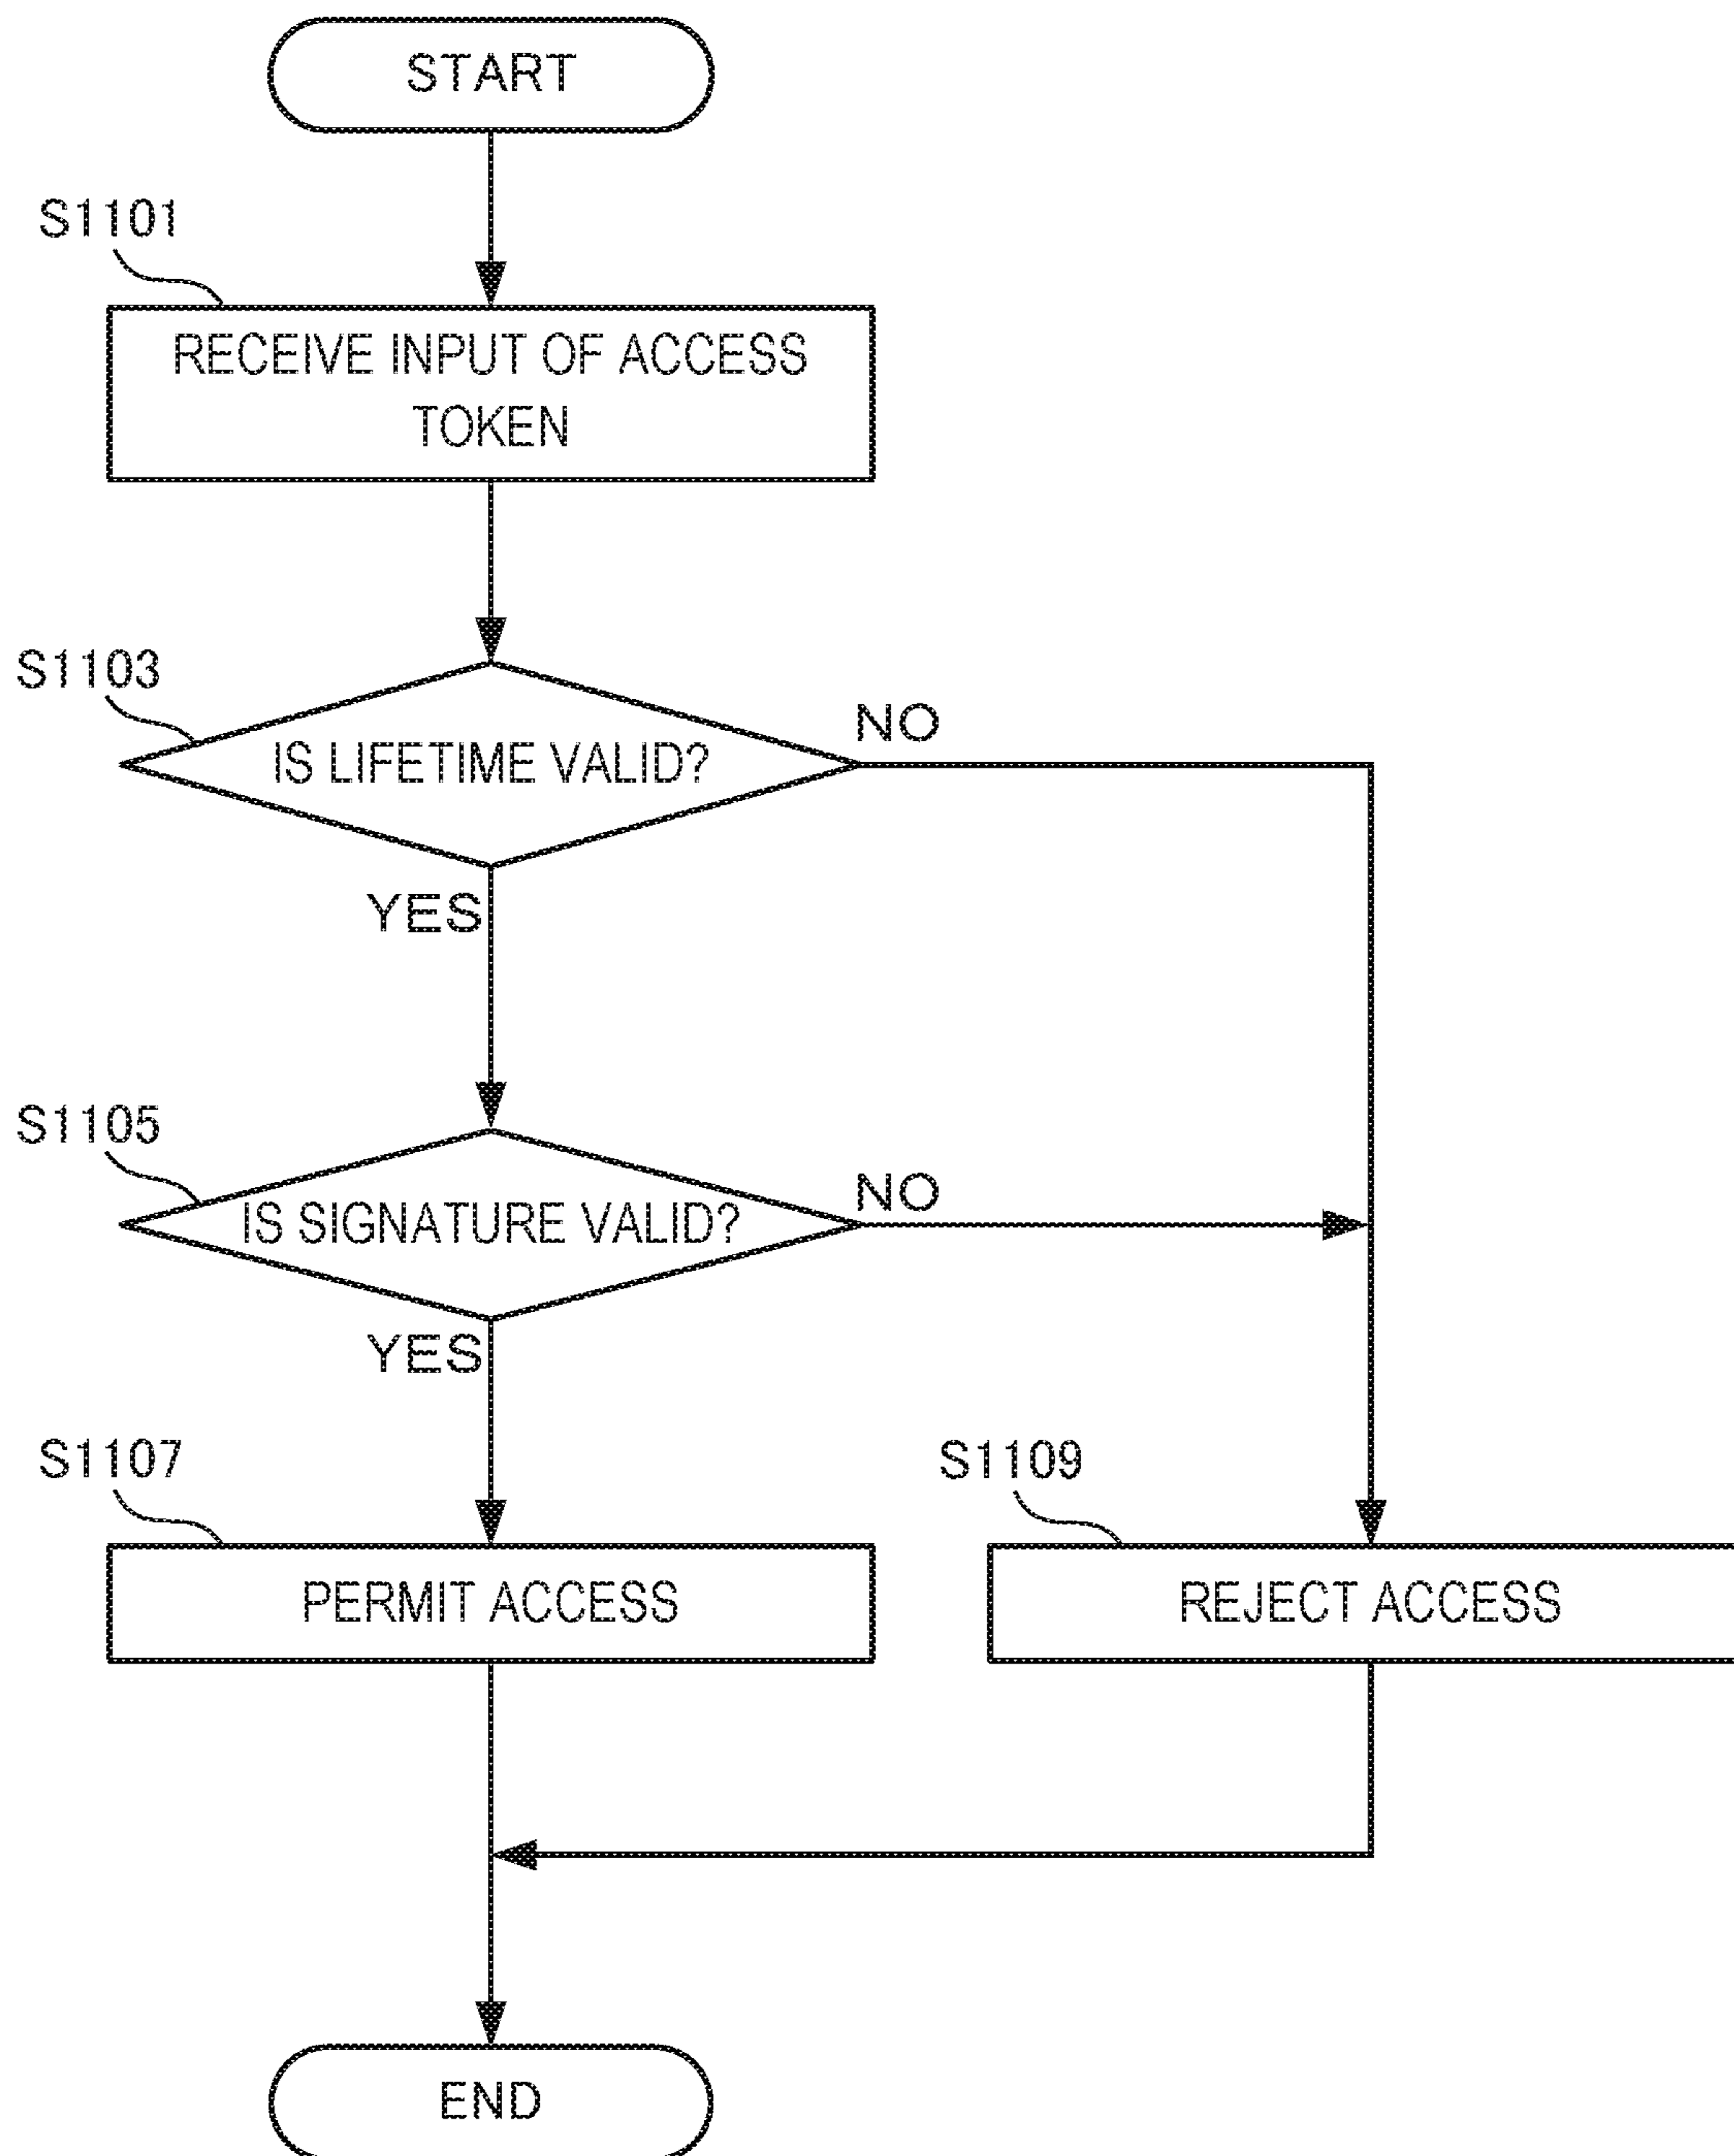 START
S1101
RECEIVE INPUT OF ACCESS
TOKEN
S1103
IS LIFETIME VALID?
NO
YES
S1105
IS SIGNATURE VALID?
NO
YES
S1107
PERMIT ACCESS
S1109
REJECT ACCESS
END